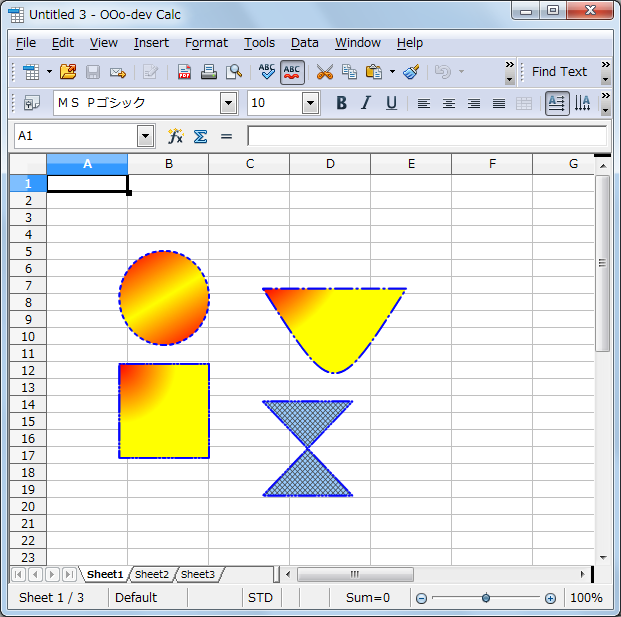 Untitled 3 - OOo-dev Calc
File Edit View Insert Format Tools Data Window Help
ABC ABC Find Text
ＭＳ Ｐゴシック 10 B I U
A1
A B C D E F G
1
2
3
4
5
6
7
8
9
10
11
12
13
14
15
16
17
18
19
20
21
22
23
Sheet1 Sheet2 Sheet3
Sheet 1 / 3 Default STD Sum=0 100%